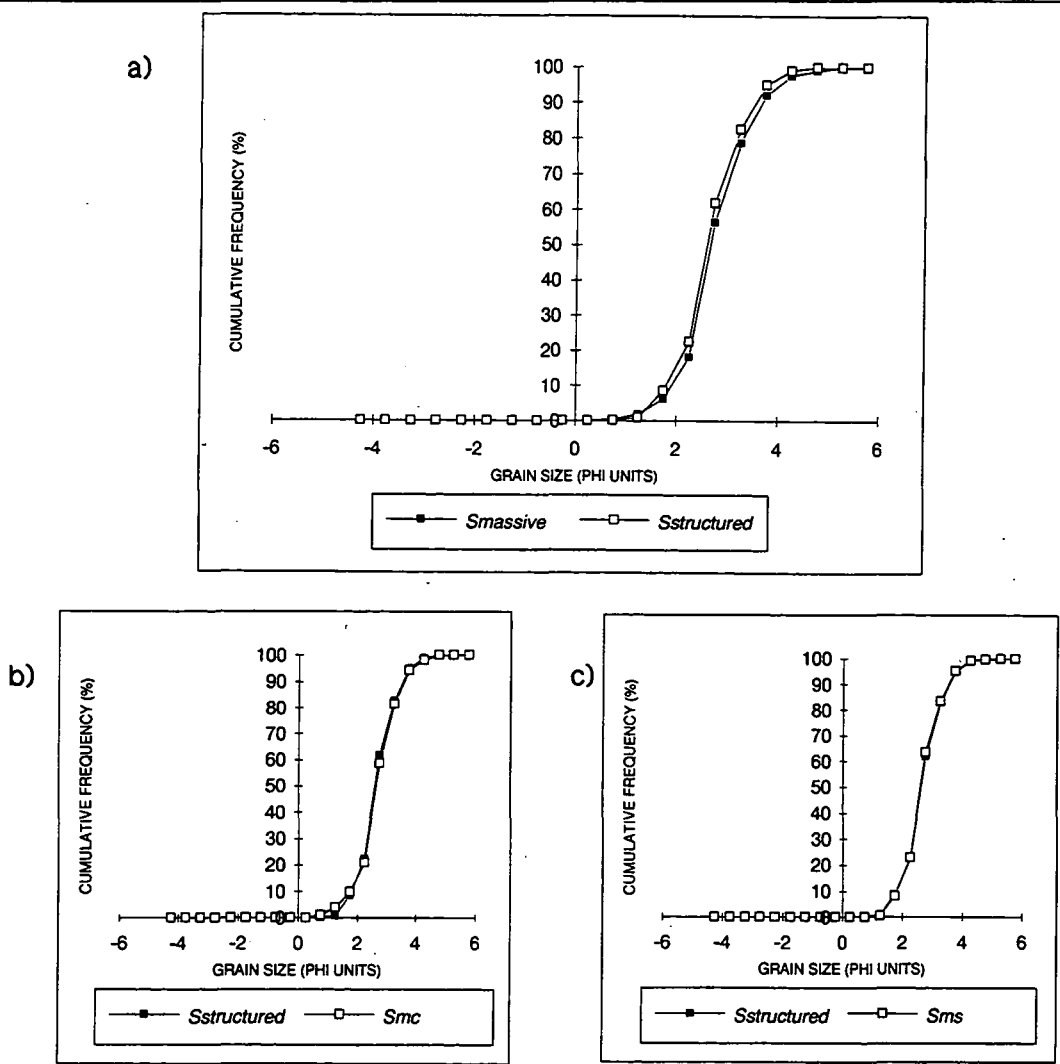 a)
CUMULATIVE FREQUENCY (%)
100
90
80
70
60
50
40
30
20
10
0
-6 -4 -2 0 2 4 6
GRAIN SIZE (PHI UNITS)
Smassive Sstructured
b)
CUMULATIVE FREQUENCY (%)
100
90
80
70
60
50
40
30
20
10
0
-6 -4 -2 0 2 4 6
GRAIN SIZE (PHI UNITS)
Sstructured Smc
c)
CUMULATIVE FREQUENCY (%)
100
90
80
70
60
50
40
30
20
10
0
-6 -4 -2 0 2 4 6
GRAIN SIZE (PHI UNITS)
Sstructured Sms